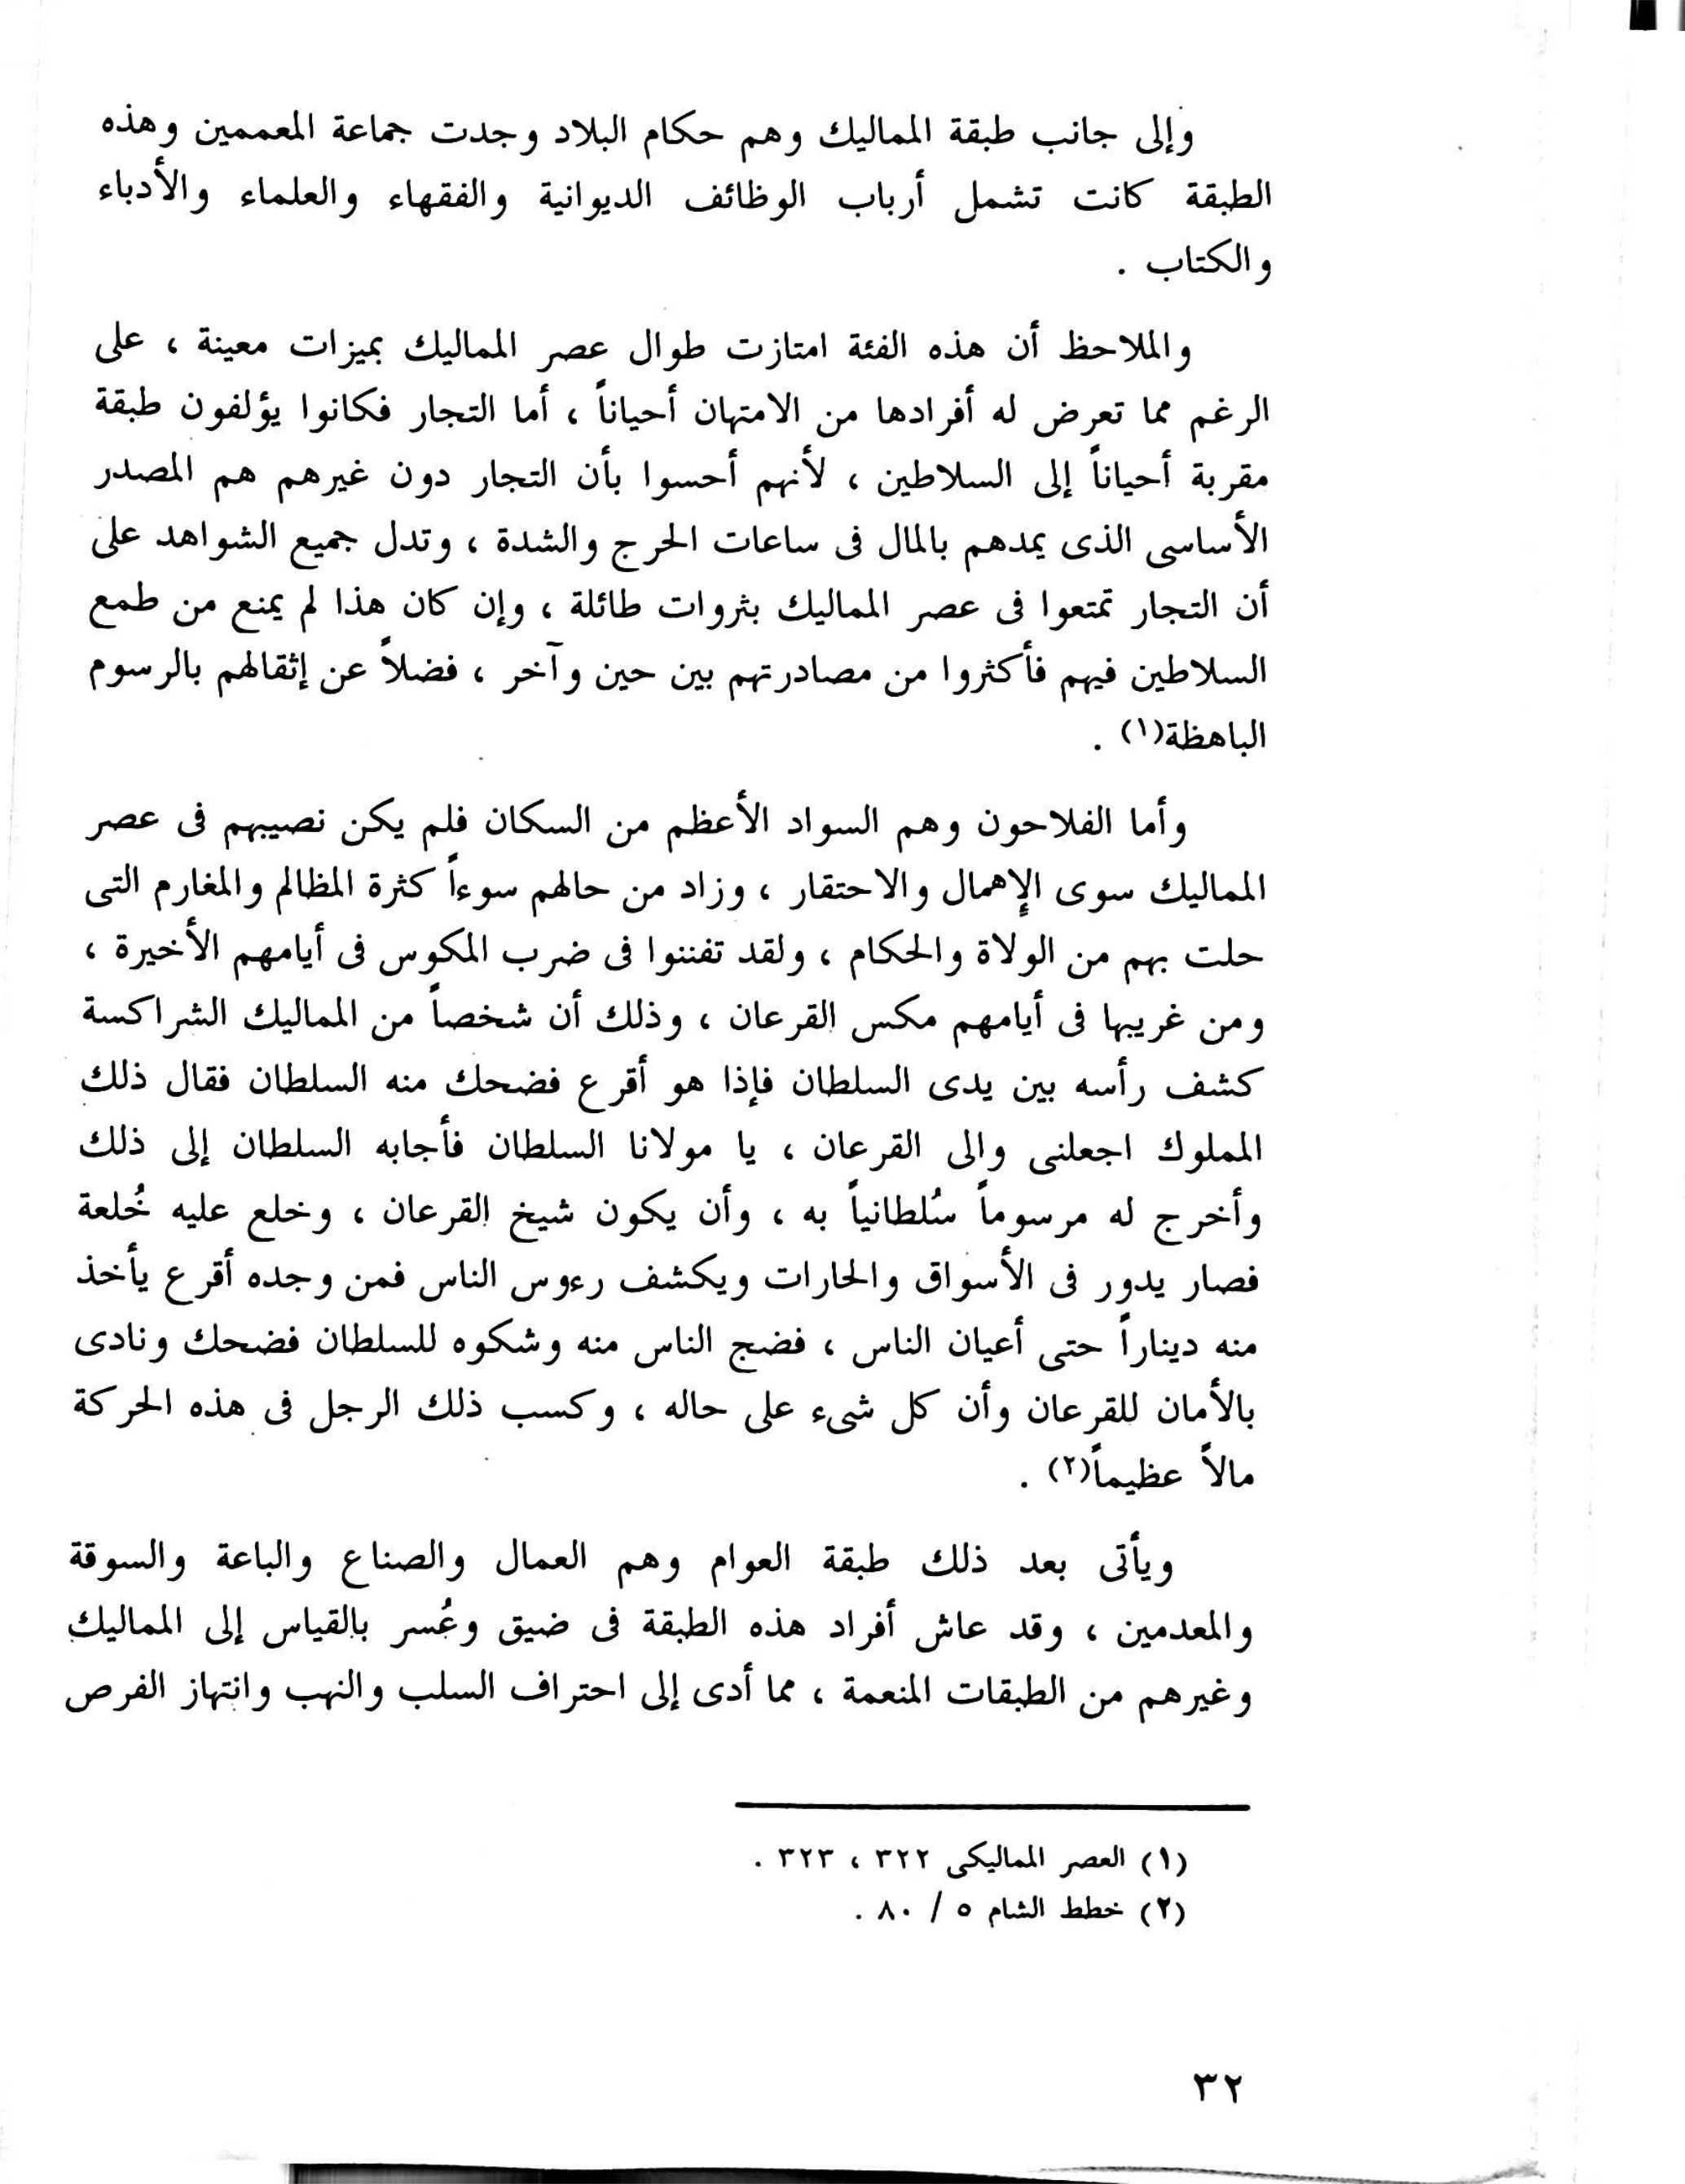 وإلى جانب طبقة المماليك وهم حكام البلاد وجدت جماعة المعممين وهذه
الطبقة كانت تشمل أرباب الوظائف الديوانية والفقهاء والعلماء والأدباء
والكتاب .
والملاحظ أن هذه الفئة امتازت طوال عصر المماليك بميزات معينة ، على
الرغم مما تعرض له أفرادها من الامتهان أحياناً ، أما التجار فكانوا يؤلفون طبقة
مقربة أحياناً إلى السلاطين ، لأنهم أحسوا بأن التجار دون غيرهم هم المصدر
الأساسى الذى يمدهم بالمال فى ساعات الحرج والشدة ، وتدل جميع الشواهد على
أن التجار تمتعوا فى عصر المماليك بثروات طائلة ، وإن كان هذا لم يمنع من طمع
السلاطين فيهم فأكثروا من مصادرتهم بين حين وآخر ، فضلاً عن إثقالهم بالرسوم
الباهظة(١) .
وأما الفلاحون وهم السواد الأعظم من السكان فلم يكن نصيبهم فى عصر
المماليك سوى الإهمال والاحتقار ، وزاد من حالهم سوءاً كثرة المظالم والمغارم التى
حلت بهم من الولاة والحكام ، ولقد تفننوا فى ضرب المكوس فى أيامهم الأخيرة ،
ومن غريبها فى أيامهم مكس القرعان ، وذلك أن شخصاً من المماليك الشراكسة
كشف رأسه بين يدى السلطان فإذا هو أقرع فضحك منه السلطان فقال ذلك
المملوك اجعلنى والى القرعان ، يا مولانا السلطان فأجابه السلطان إلى ذلك
وأخرج له مرسوماً سُلطانياً به ، وأن يكون شيخ القرعان ، وخلع عليه خُلعة
فصار يدور فى الأسواق والحارات ويكشف رءوس الناس فمن وجده أقرع يأخذ
منه ديناراً حتى أعيان الناس ، فضج الناس منه وشكوه للسلطان فضحك ونادى
بالأمان للقرعان وأن كل شىء على حاله ، وكسب ذلك الرجل فى هذه الحركة
مالاً عظيماً(٢) .
ويأتى بعد ذلك طبقة العوام وهم العمال والصناع والباعة والسوقة
والمعدمين ، وقد عاش أفراد هذه الطبقة فى ضيق وعُسر بالقياس إلى المماليك
وغيرهم من الطبقات المنعمة ، مما أدى إلى احتراف السلب والنهب وانتهاز الفرص
(١) العصر المماليكى ٣٢٢ ، ٣٢٣ .
(٢) خطط الشام ٥ / ٨٠ .
٣٢